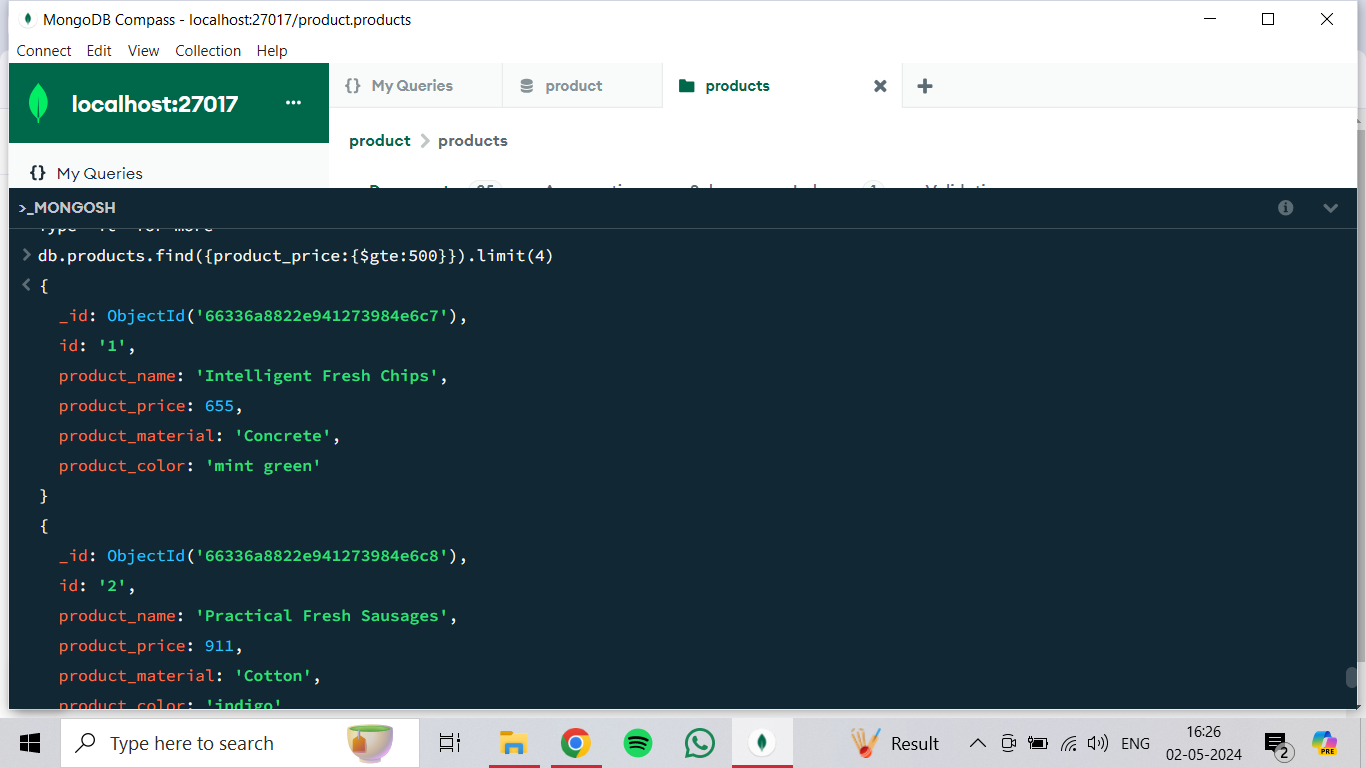 MongoDB Compass - localhost:27017/product.products
Connect Edit View Collection Help
localhost:27017 ...
{} My Queries
product
products
product > products
{} My Queries
>_MONGOSH
db.products.find({product_price:{$gte:500}}).limit(4)
{
_id: ObjectId('66336a8822e941273984e6c7'),
id: '1',
product_name: 'Intelligent Fresh Chips',
product_price: 655,
product_material: 'Concrete',
product_color: 'mint green'
}
{
_id: ObjectId('66336a8822e941273984e6c8'),
id: '2',
product_name: 'Practical Fresh Sausages',
product_price: 911,
product_material: 'Cotton',
product_color: 'indigo'
Type here to search
Result
ENG
16:26
02-05-2024
2
PRE